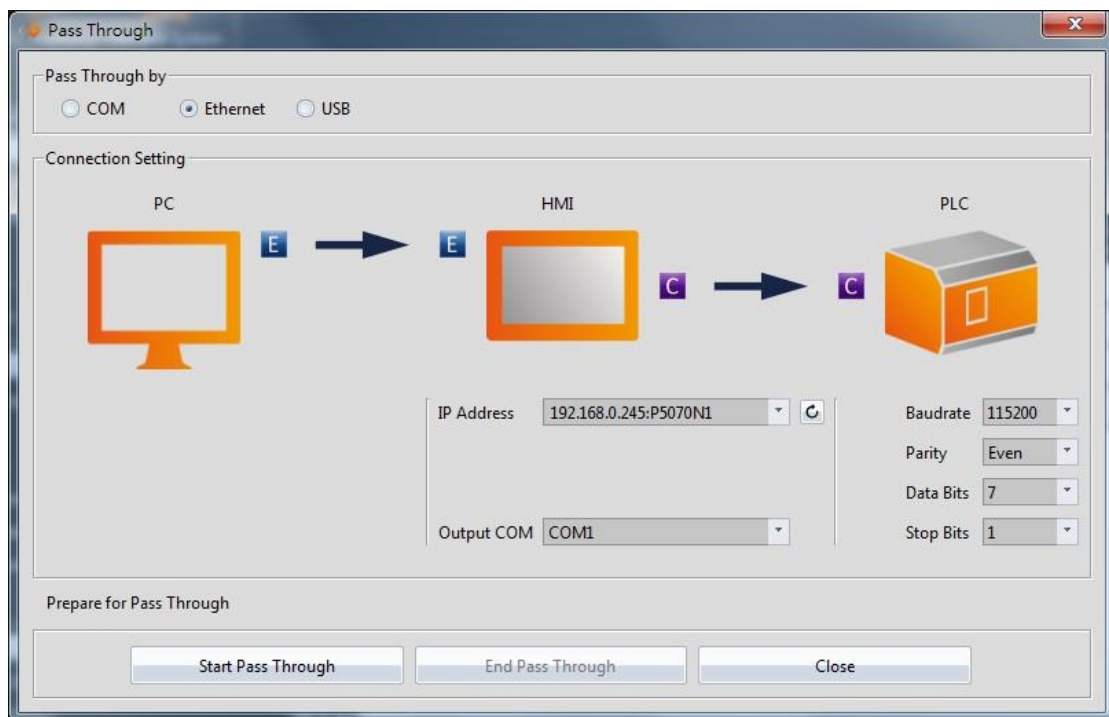 Pass Through
Pass Through by
COM Ethernet USB
Connection Setting
PC HMI PLC
E E
C C
IP Address 192.168.0.245:P5070N1 Baudrate 115200
Parity Even
Data Bits 7
Output COM COM1 Stop Bits 1
Prepare for Pass Through
Start Pass Through End Pass Through Close